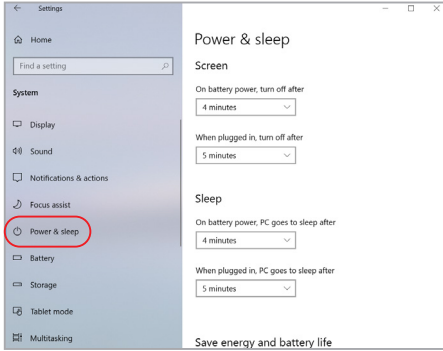 Settings
Home
Find a setting
System
Display
Sound
Notifications & actions
Focus assist
Power & sleep
Battery
Storage
Tablet mode
Multitasking
Power & sleep
Screen
On battery power, turn off after
4 minutes
When plugged in, turn off after
5 minutes
Sleep
On battery power, PC goes to sleep after
4 minutes
When plugged in, PC goes to sleep after
5 minutes
Save energy and battery life